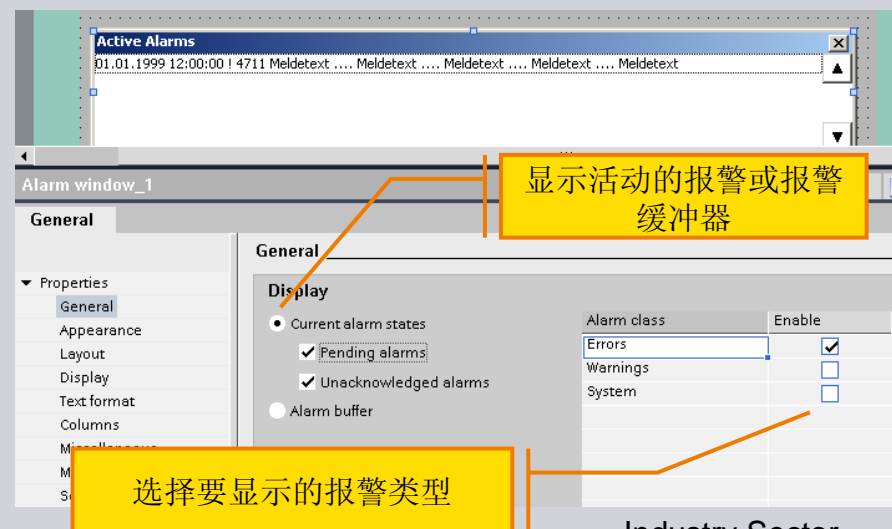 Active Alarms
01.01.1999 12:00:00 ! 4711 Meldetext .... Meldetext .... Meldetext .... Meldetext .... Meldetext
Alarm window_1
显示活动的报警或报警
缓冲器
General
General
Properties
General
Appearance
Layout
Display
Text format
Columns
Display
Current alarm states
Pending alarms
Unacknowledged alarms
Alarm buffer
Alarm class Enable
Errors
Warnings
System
选择要显示的报警类型
Industry Sector